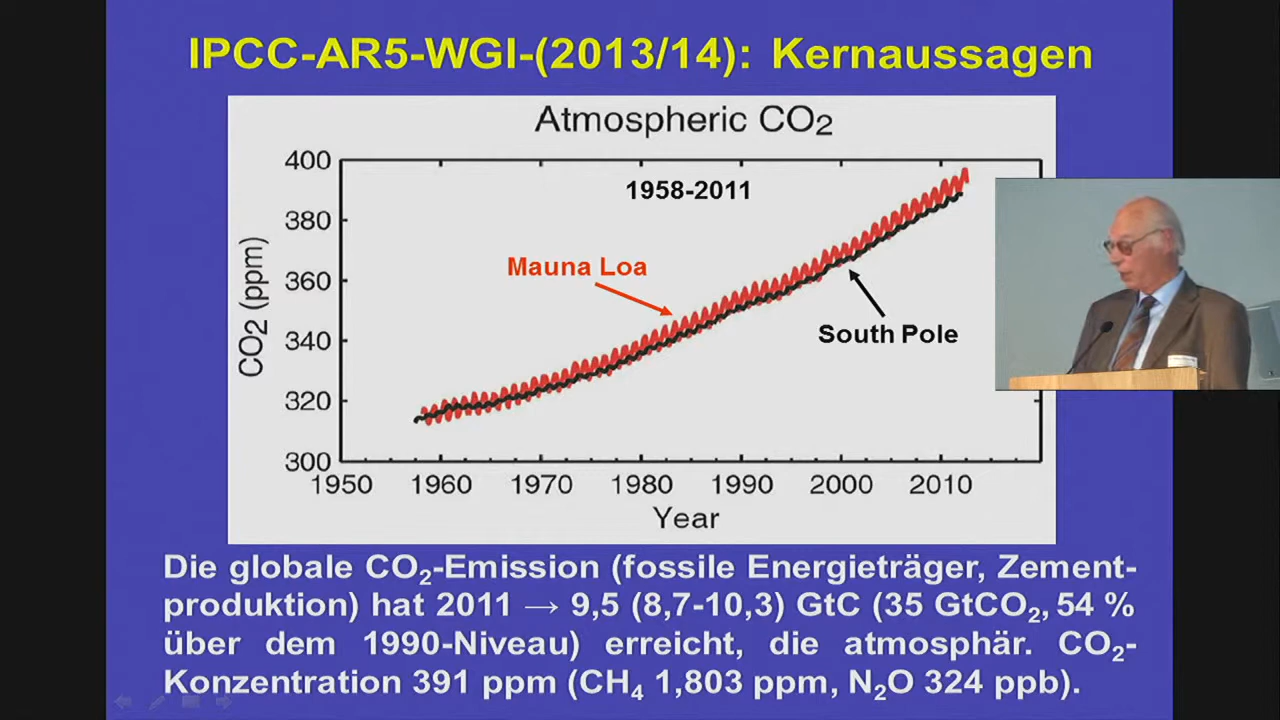 IPCC-AR5-WGI-(2013/14): Kernaussagen
Atmospheric CO₂
400
1958-2011
380
Mauna Loa
360
CO₂ (ppm)
340
South Pole
320
300
1950 1960 1970 1980 1990 2000 2010
Year
Die globale CO₂-Emission (fossile Energieträger, Zement-
produktion) hat 2011 → 9,5 (8,7-10,3) GtC (35 GtCO₂, 54 %
über dem 1990-Niveau) erreicht, die atmosphär. CO₂-
Konzentration 391 ppm (CH₄ 1,803 ppm, N₂O 324 ppb).